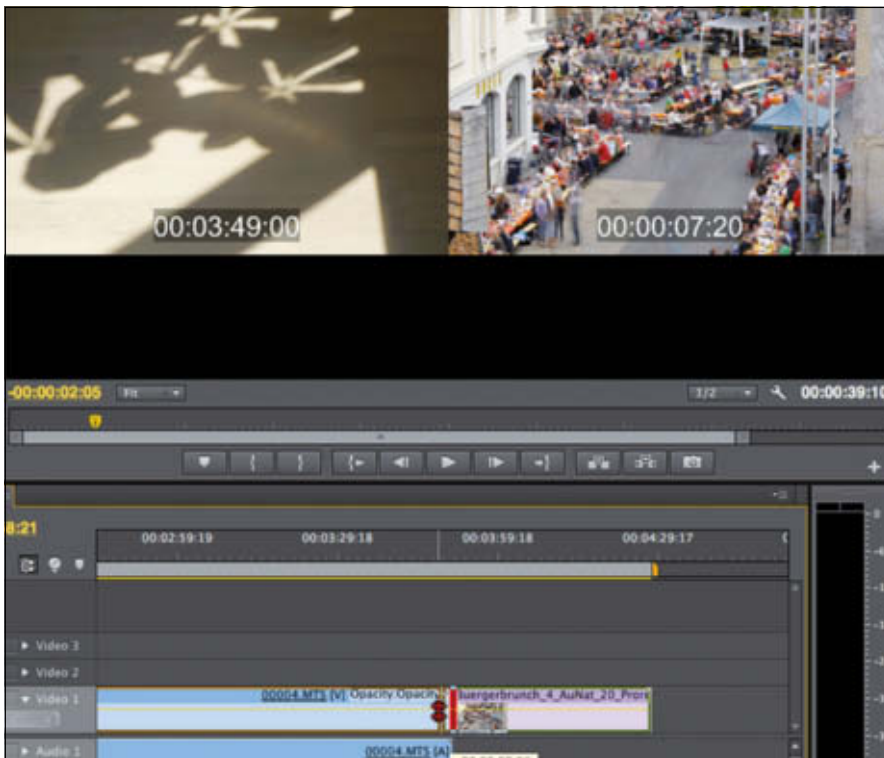 00:03:49:00
00:00:07:20
-00:00:02:05 Fit 1/2 00:00:39:10
8:21
00:02:59:19 00:03:29:18 00:03:59:18 00:04:29:17
Video 3
Video 2
Video 1 00004.MTS [V] Opacity Opacity buergerbrunch_4_AuNat_20_Prore
Audio 1 00004.MTS [A]